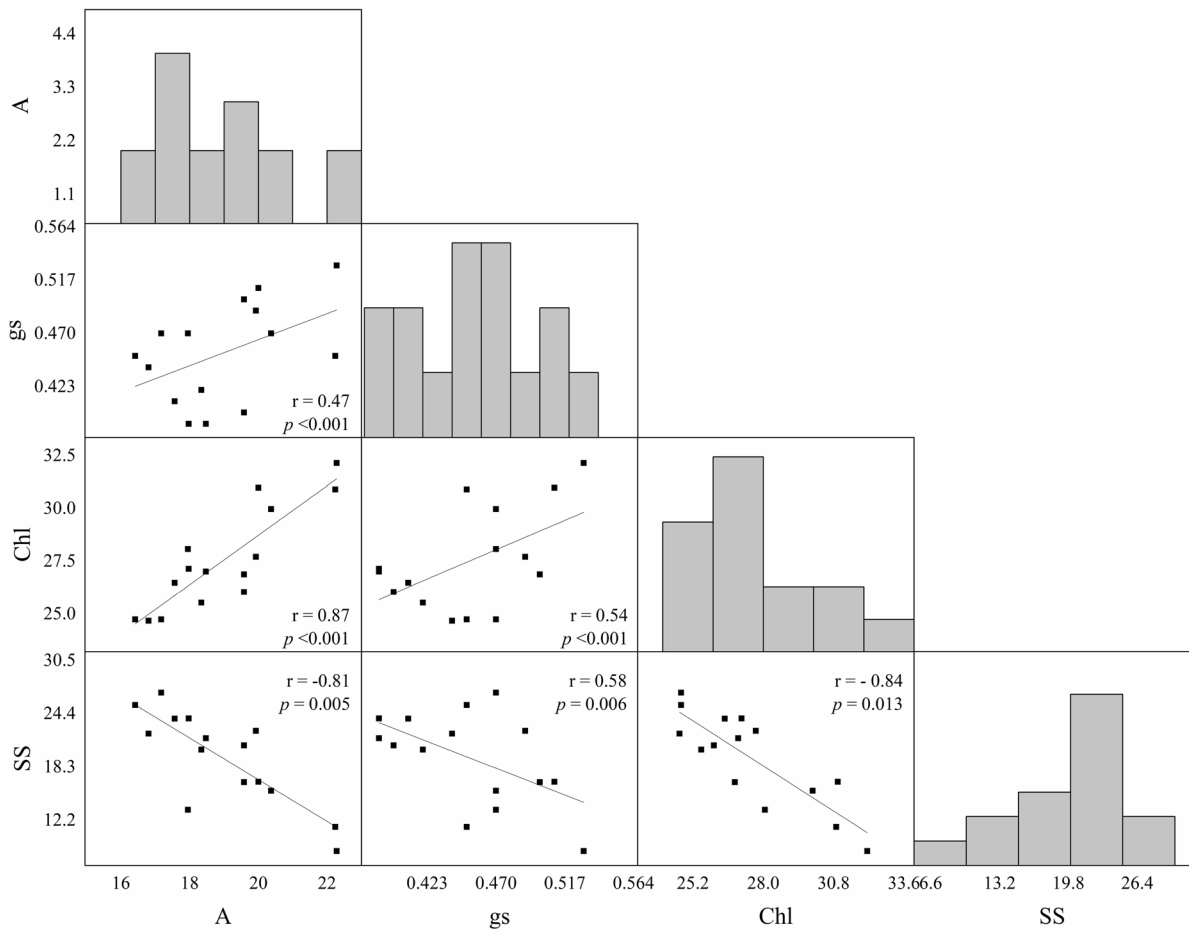 4.4
3.3
A
2.2
1.1
0.564
0.517
gs
0.470
0.423
r = 0.47
p <0.001
32.5
30.0
Chl
27.5
25.0
r = 0.87
p <0.001
r = 0.54
p <0.001
30.5
24.4
SS
18.3
12.2
r = -0.81
p = 0.005
r = 0.58
p = 0.006
r = - 0.84
p = 0.013
16 18 20 22 0.423 0.470 0.517 0.564 25.2 28.0 30.8 33.66.6 13.2 19.8 26.4
A gs Chl SS